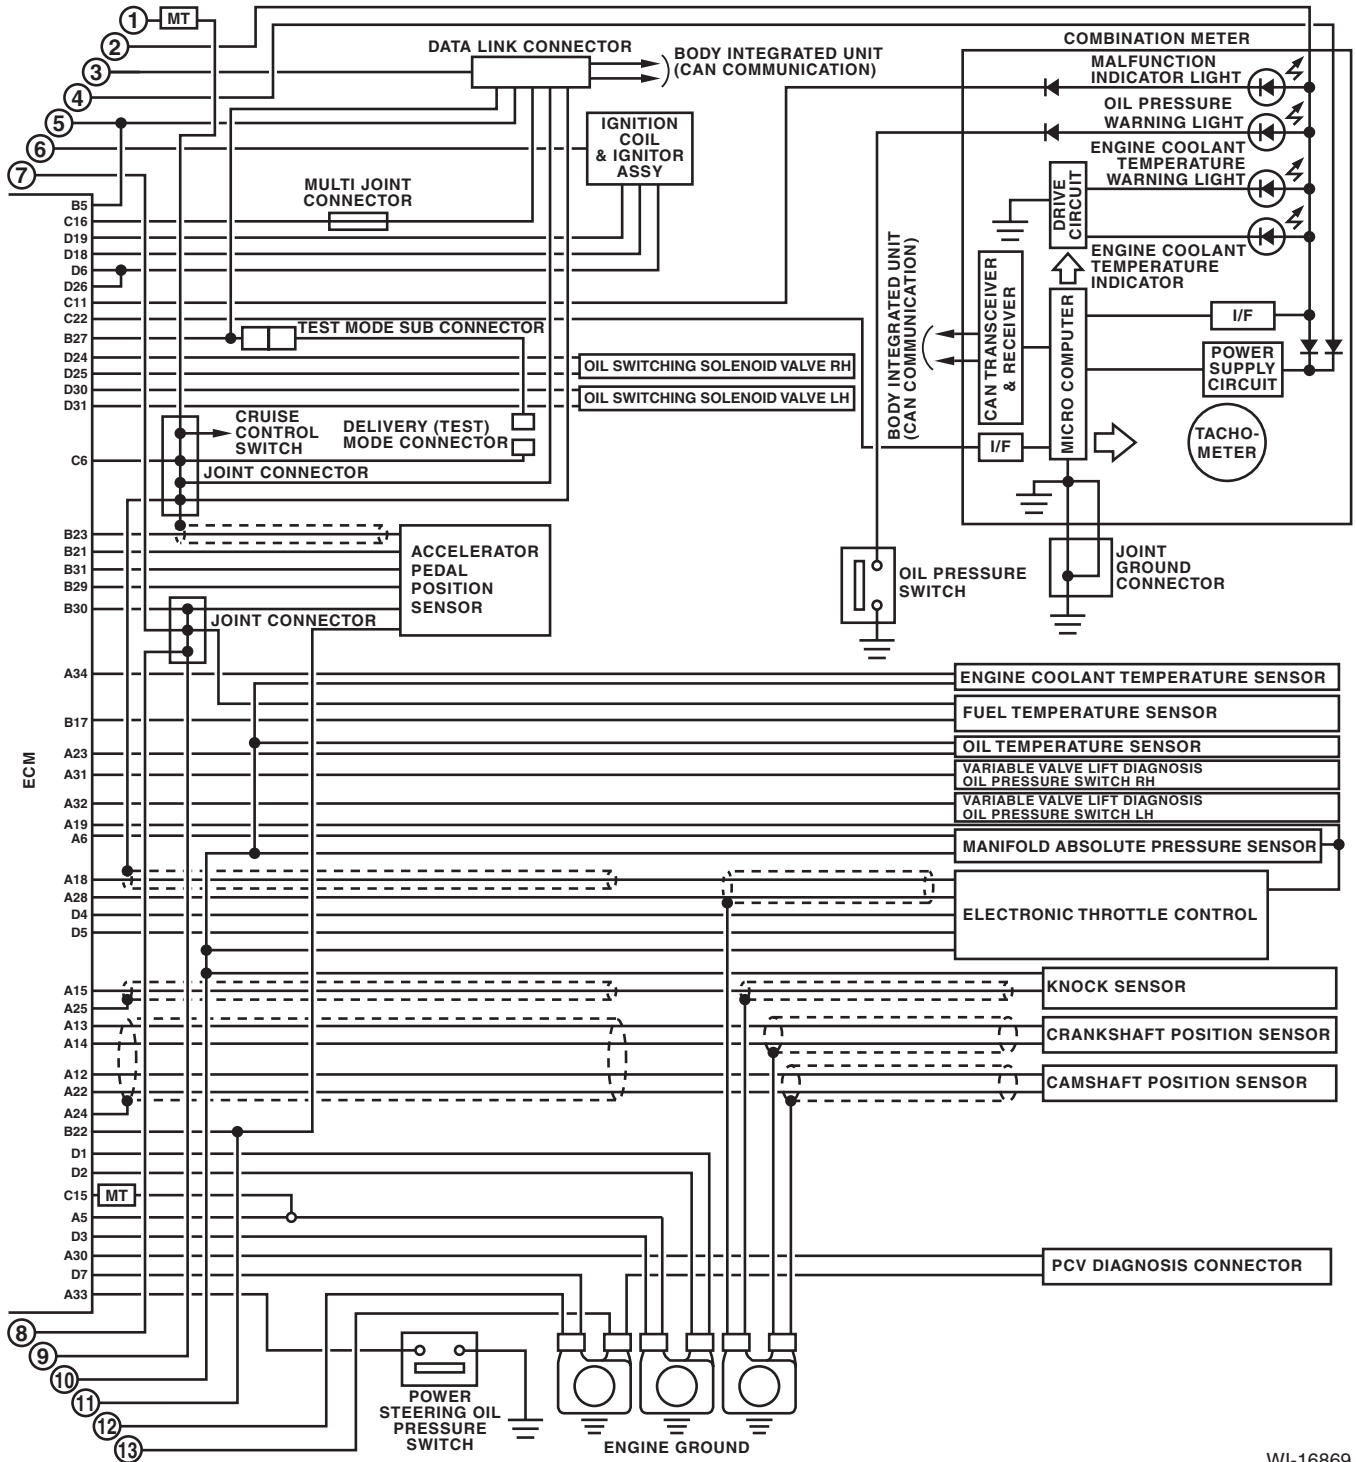 1 MT
2
3
4
5
6
7
DATA LINK CONNECTOR
BODY INTEGRATED UNIT
(CAN COMMUNICATION)
COMBINATION METER
MALFUNCTION
INDICATOR LIGHT
OIL PRESSURE
WARNING LIGHT
ENGINE COOLANT
TEMPERATURE
WARNING LIGHT
DRIVE
CIRCUIT
ENGINE COOLANT
TEMPERATURE
INDICATOR
IGNITION
COIL
& IGNITOR
ASSY
MULTI JOINT
CONNECTOR
B5
C16
D19
D18
D6
D26
C11
C22
B27
D24
D25
D30
D31
C6
TEST MODE SUB CONNECTOR
OIL SWITCHING SOLENOID VALVE RH
OIL SWITCHING SOLENOID VALVE LH
CRUISE
CONTROL
SWITCH
DELIVERY (TEST)
MODE CONNECTOR
JOINT CONNECTOR
BODY INTEGRATED UNIT
(CAN COMMUNICATION)
CAN TRANSCEIVER
& RECEIVER
MICRO COMPUTER
I/F
I/F
POWER
SUPPLY
CIRCUIT
TACHO-
METER
B23
B21
B31
B29
B30
ACCELERATOR
PEDAL
POSITION
SENSOR
JOINT CONNECTOR
OIL PRESSURE
SWITCH
JOINT
GROUND
CONNECTOR
ECM
A34
B17
A23
A31
A32
A19
A6
A18
A28
D4
D5
A15
A25
A13
A14
A12
A22
A24
B22
D1
D2
C15 MT
A5
D3
A30
D7
A33
ENGINE COOLANT TEMPERATURE SENSOR
FUEL TEMPERATURE SENSOR
OIL TEMPERATURE SENSOR
VARIABLE VALVE LIFT DIAGNOSIS
OIL PRESSURE SWITCH RH
VARIABLE VALVE LIFT DIAGNOSIS
OIL PRESSURE SWITCH LH
MANIFOLD ABSOLUTE PRESSURE SENSOR
ELECTRONIC THROTTLE CONTROL
KNOCK SENSOR
CRANKSHAFT POSITION SENSOR
CAMSHAFT POSITION SENSOR
PCV DIAGNOSIS CONNECTOR
8
9
10
11
12
13
POWER
STEERING OIL
PRESSURE
SWITCH
ENGINE GROUND
WI-16869